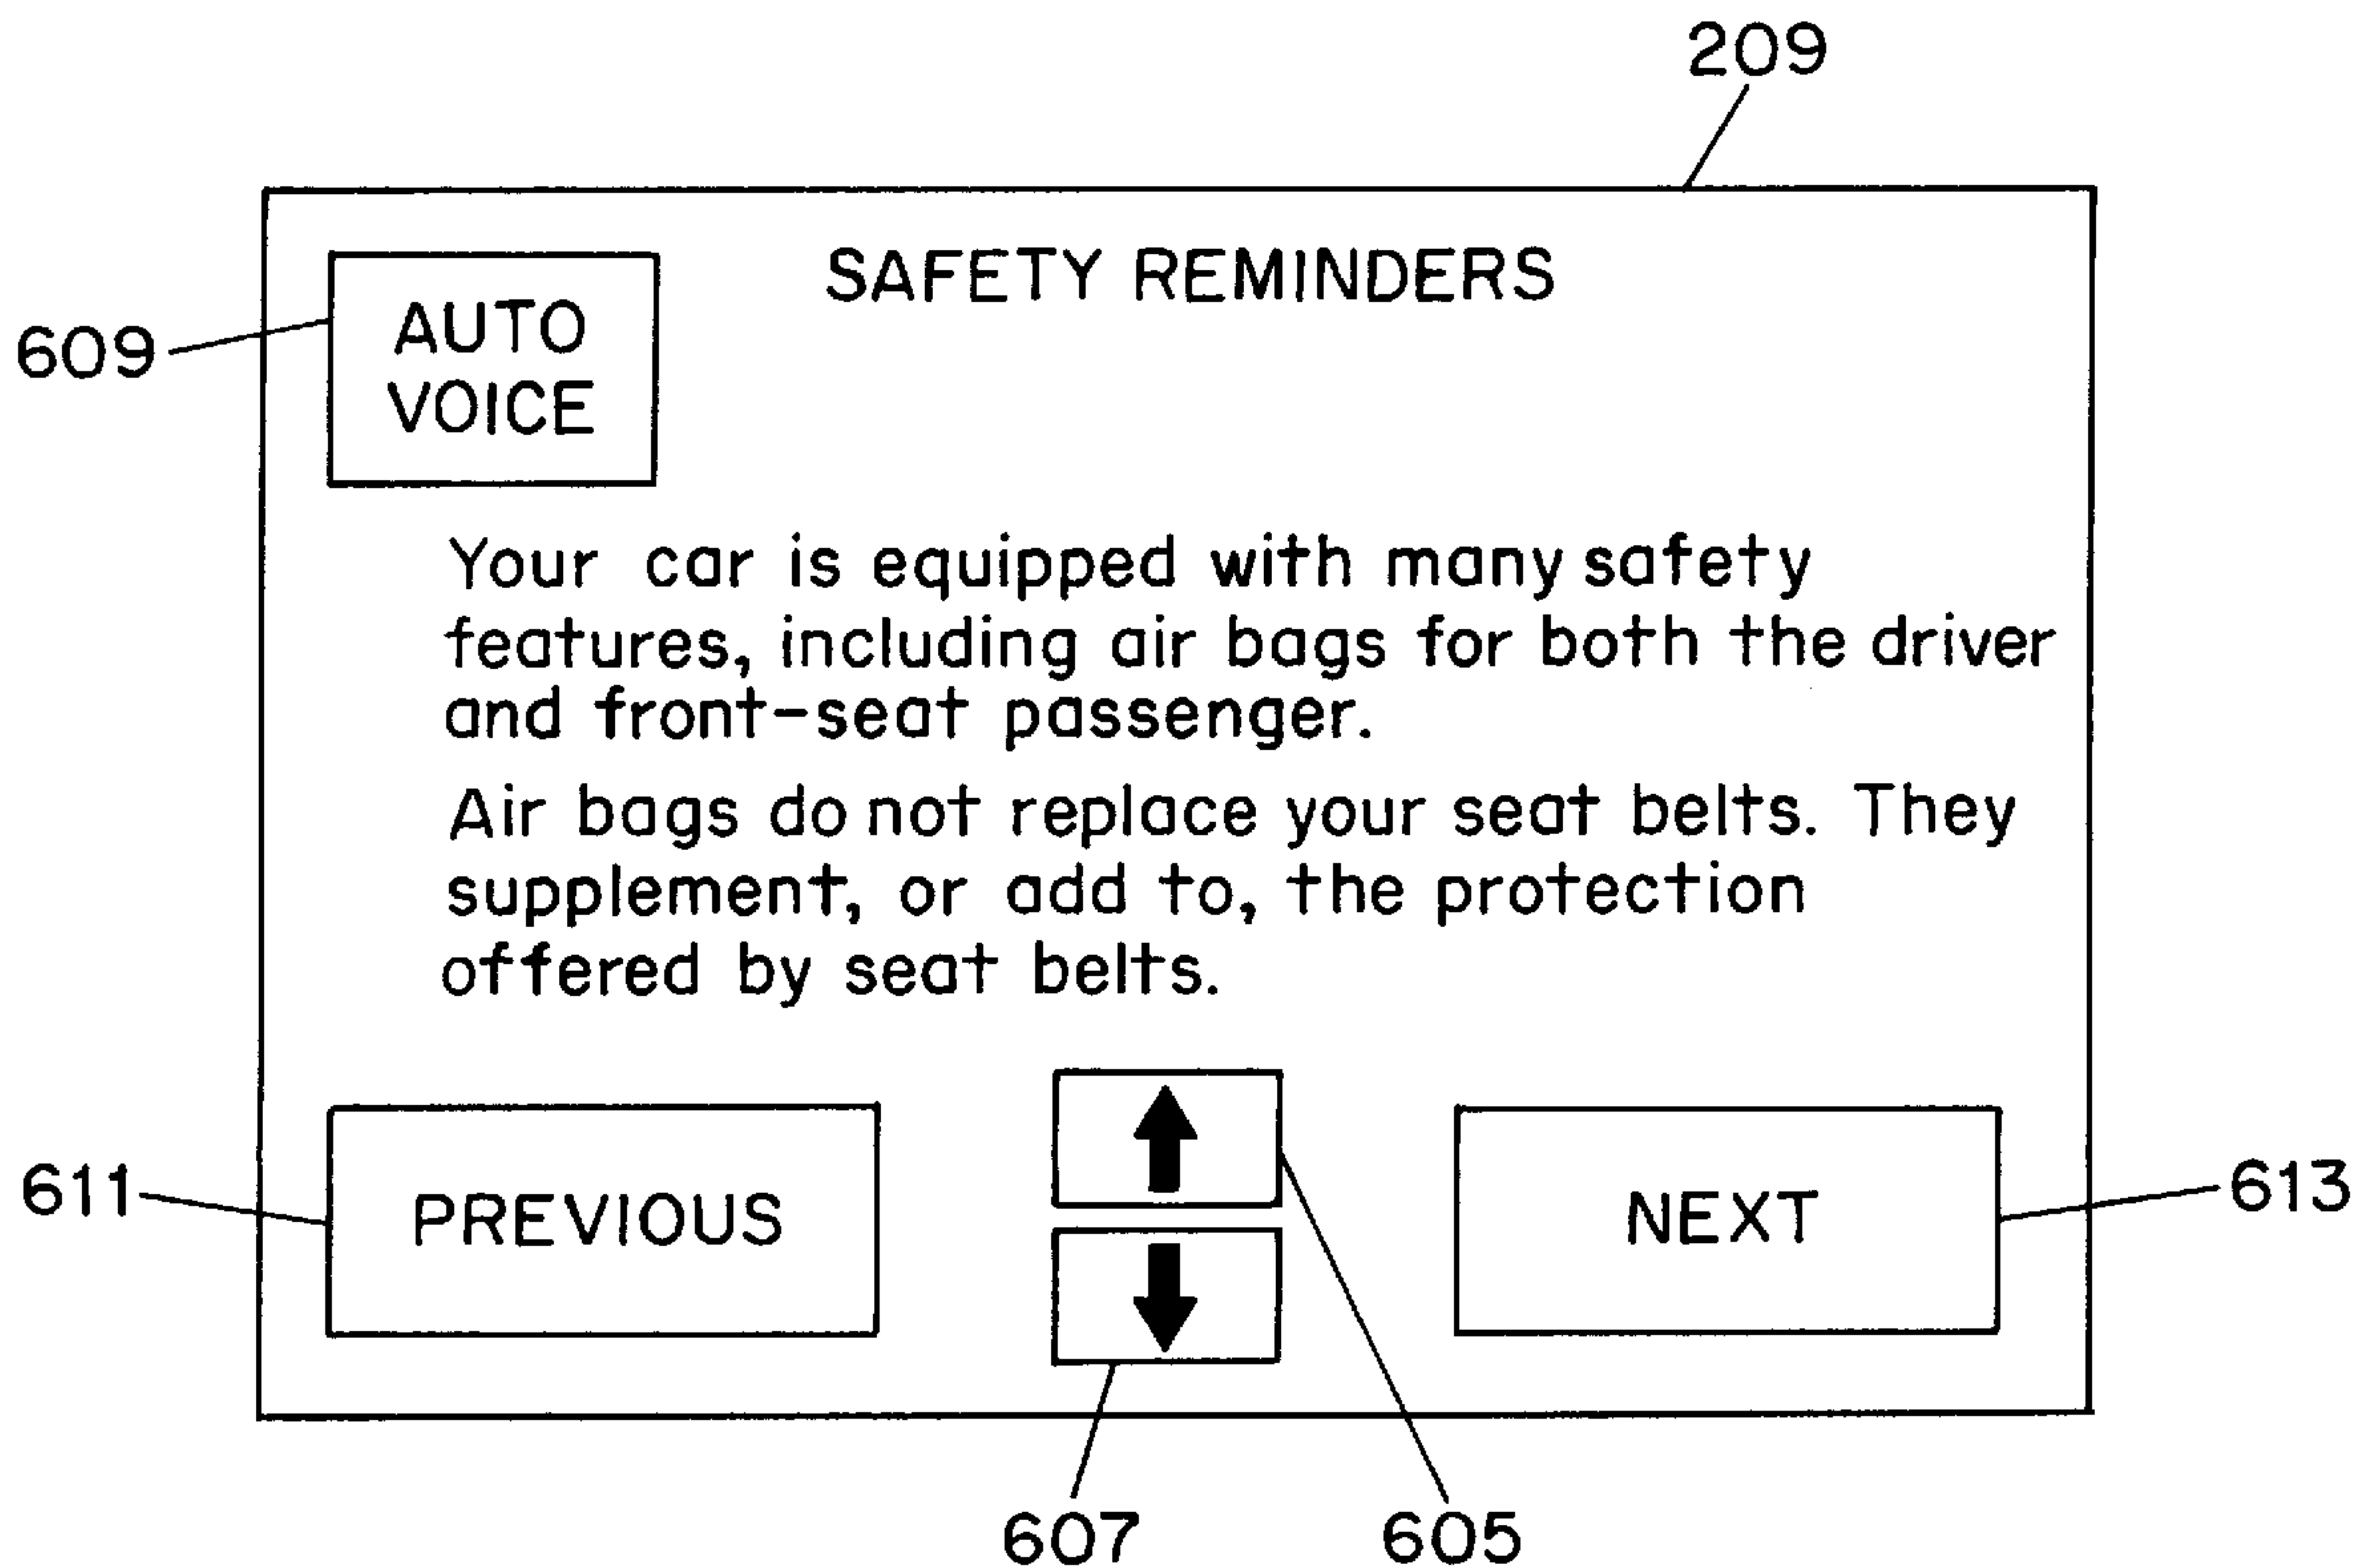 209
SAFETY REMINDERS
609
AUTO
VOICE
Your car is equipped with many safety
features, including air bags for both the driver
and front-seat passenger.
Air bags do not replace your seat belts. They
supplement, or add to, the protection
offered by seat belts.
611
PREVIOUS
NEXT
613
607
605